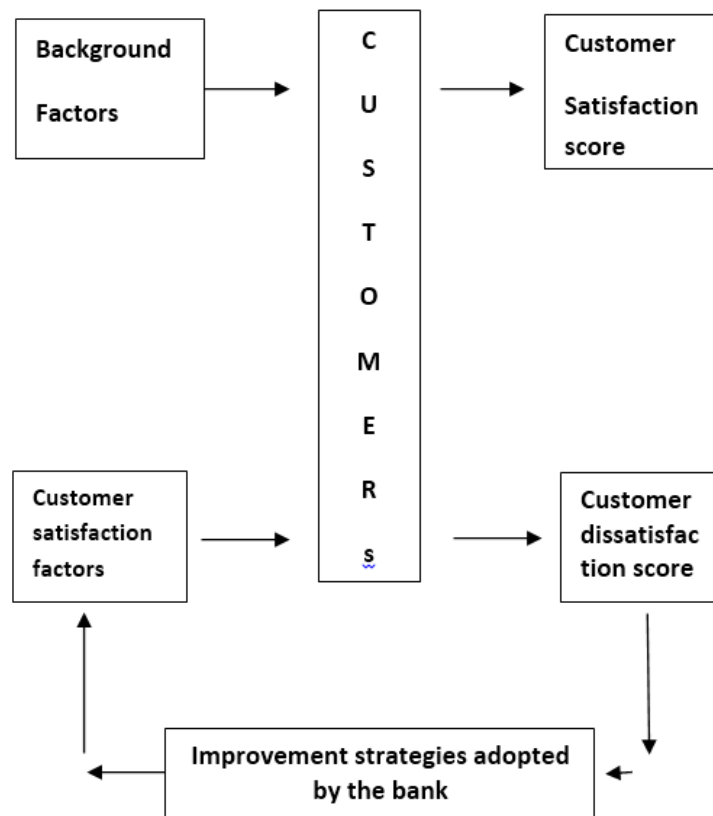 Background
Factors
C
U
S
T
O
M
E
R
s
Customer
Satisfaction
score
Customer
satisfaction
factors
Customer
dissatisfac
tion score
Improvement strategies adopted
by the bank